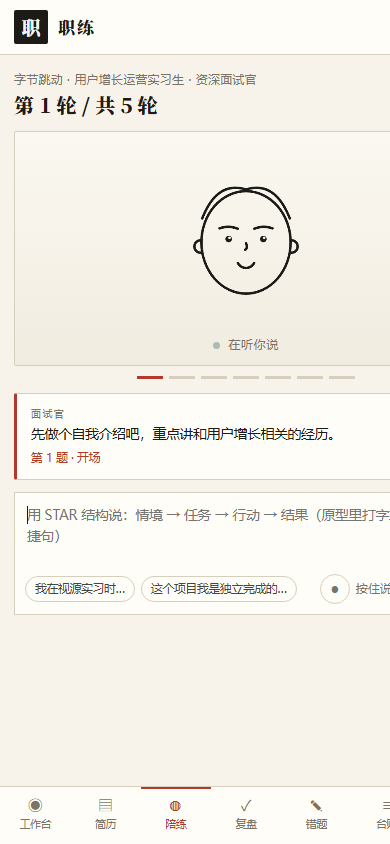 职 职练
字节跳动 · 用户增长运营实习生 · 资深面试官
第 1 轮 / 共 5 轮
在听你说
面试官
先做个自我介绍吧，重点讲和用户增长相关的经历。
第 1 题 · 开场
用 STAR 结构说：情境 → 任务 → 行动 → 结果（原型里打字
捷句）
我在视源实习时... 这个项目我是独立完成的... 按住说
工作台 简历 陪练 复盘 错题 台